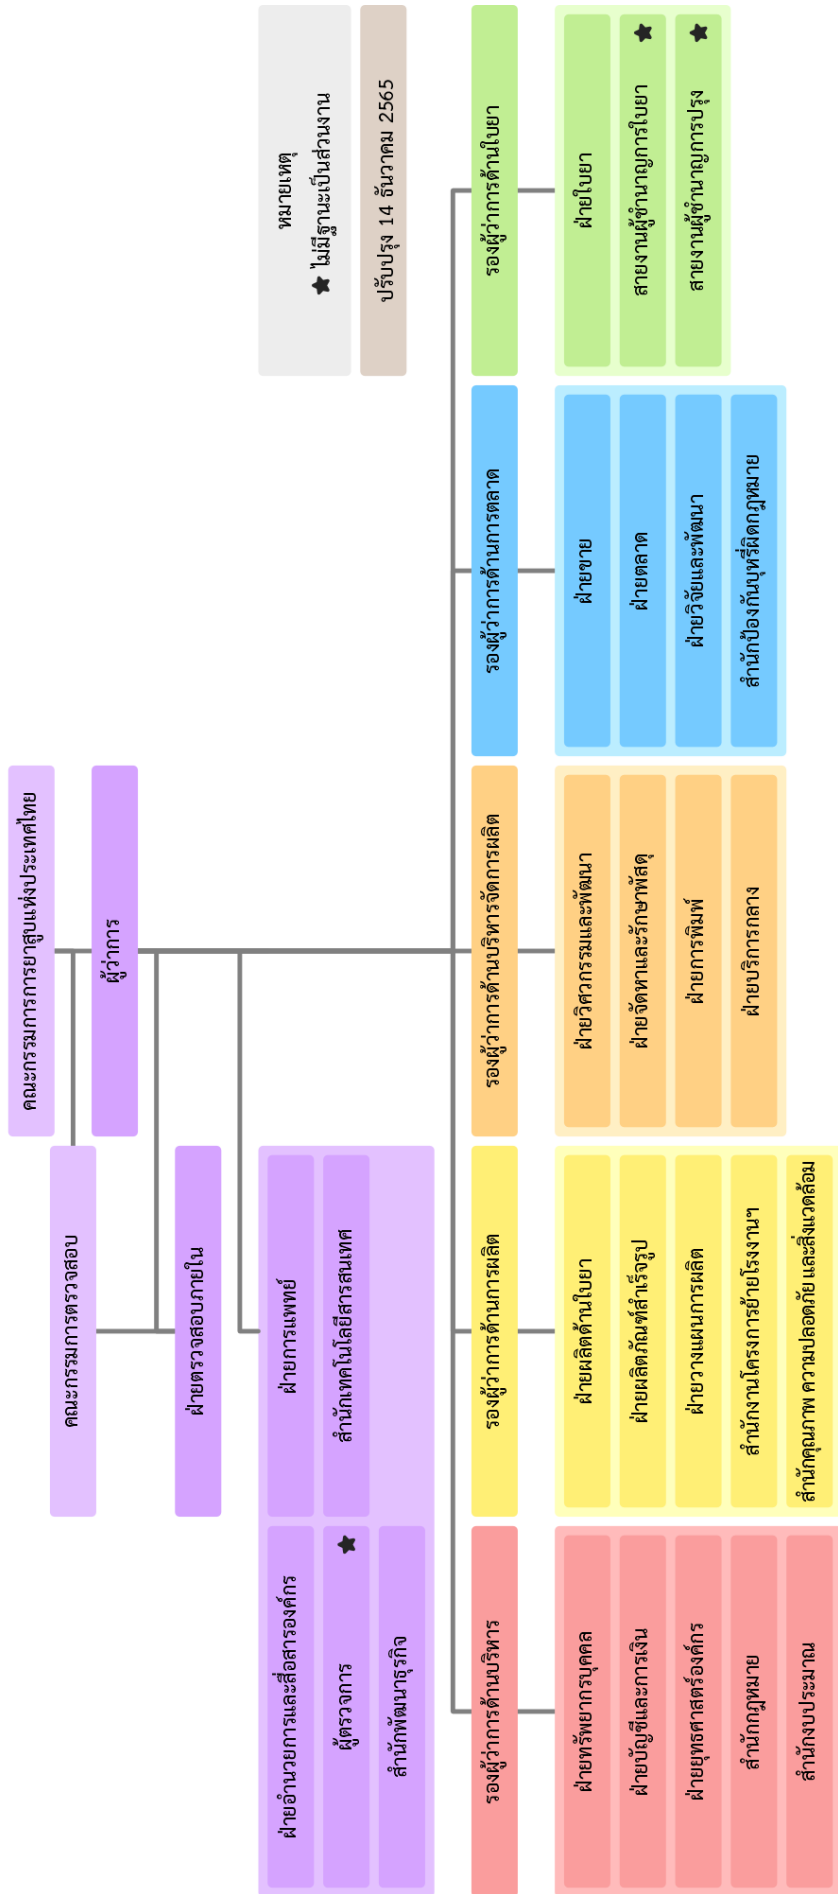 คณะกรรมการการยาสูบแห่งประเทศไทย
คณะกรรมการตรวจสอบ
ผู้ว่าการ
ฝ่ายตรวจสอบภายใน
ฝ่ายอำนวยการและสื่อสารองค์กร
ฝ่ายการแพทย์
ผู้ตรวจการ ★
สำนักเทคโนโลยีสารสนเทศ
สำนักพัฒนาธุรกิจ
หมายเหตุ
★ ไม่มีฐานะเป็นส่วนงาน
ปรับปรุง 14 ธันวาคม 2565
รองผู้ว่าการด้านบริหาร
ฝ่ายทรัพยากรบุคคล
ฝ่ายบัญชีและการเงิน
ฝ่ายยุทธศาสตร์องค์กร
สำนักกฎหมาย
สำนักงบประมาณ
รองผู้ว่าการด้านการผลิต
ฝ่ายผลิตด้านใบยา
ฝ่ายผลิตภัณฑ์สำเร็จรูป
ฝ่ายวางแผนการผลิต
สำนักงานโครงการย้ายโรงงานฯ
สำนักคุณภาพ ความปลอดภัย และสิ่งแวดล้อม
รองผู้ว่าการด้านบริหารจัดการผลิต
ฝ่ายวิศวกรรมและพัฒนา
ฝ่ายจัดหาและรักษาพัสดุ
ฝ่ายการพิมพ์
ฝ่ายบริการกลาง
รองผู้ว่าการด้านการตลาด
ฝ่ายขาย
ฝ่ายตลาด
ฝ่ายวิจัยและพัฒนา
สำนักป้องกันบุหรี่ผิดกฎหมาย
รองผู้ว่าการด้านใบยา
ฝ่ายใบยา
สายงานผู้ชำนาญการใบยา ★
สายงานผู้ชำนาญการปรุง ★